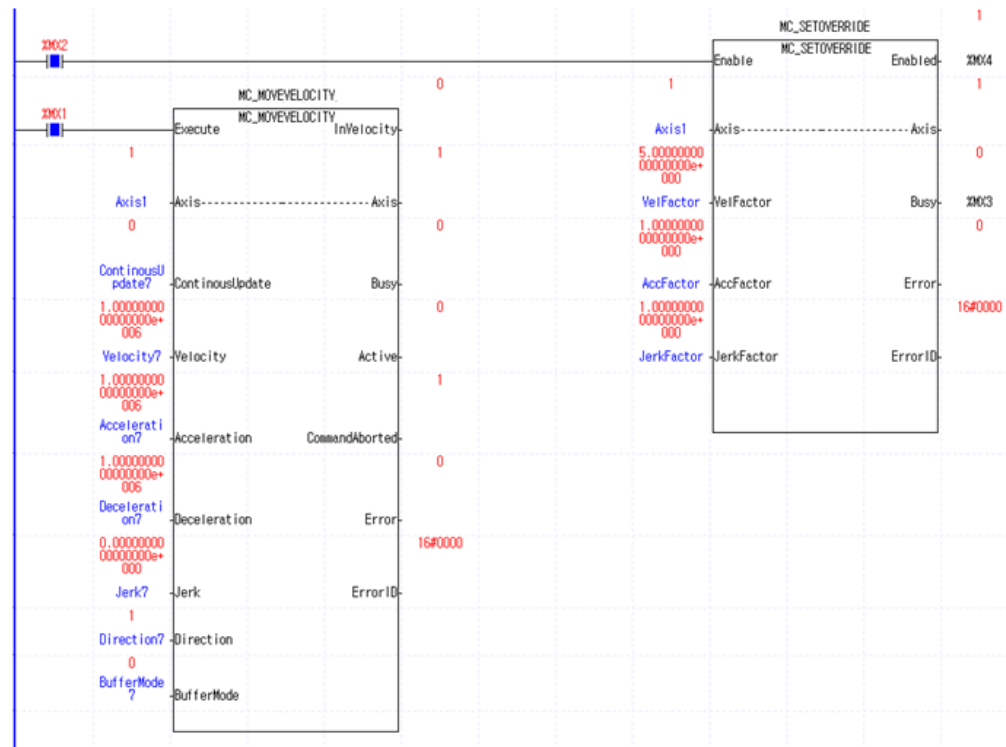 MC_SETOVERRIDE
1
%MX2
MC_SETOVERRIDE
Enable
Enabled
%MX4
MC_MOVEVELOCITY
0
1
1
%MX1
MC_MOVEVELOCITY
Execute
InVelocity
Axis1
Axis
Axis
1
1
5.00000000
00000000e+
000
0
Axis1
Axis
Axis
VelFactor
VelFactor
Busy
%MX3
0
0
1.00000000
00000000e+
000
0
ContinousU
pdate7
ContinousUpdate
Busy
AccFactor
AccFactor
Error
1.00000000
00000000e+
006
0
1.00000000
00000000e+
000
16#0000
Velocity7
Velocity
Active
JerkFactor
JerkFactor
ErrorID
1.00000000
00000000e+
006
1
Accelerati
on7
Acceleration
CommandAborted
1.00000000
00000000e+
006
0
Decelerati
on7
Deceleration
Error
0.00000000
00000000e+
000
16#0000
Jerk7
Jerk
ErrorID
1
Direction7
Direction
0
BufferMode
7
BufferMode